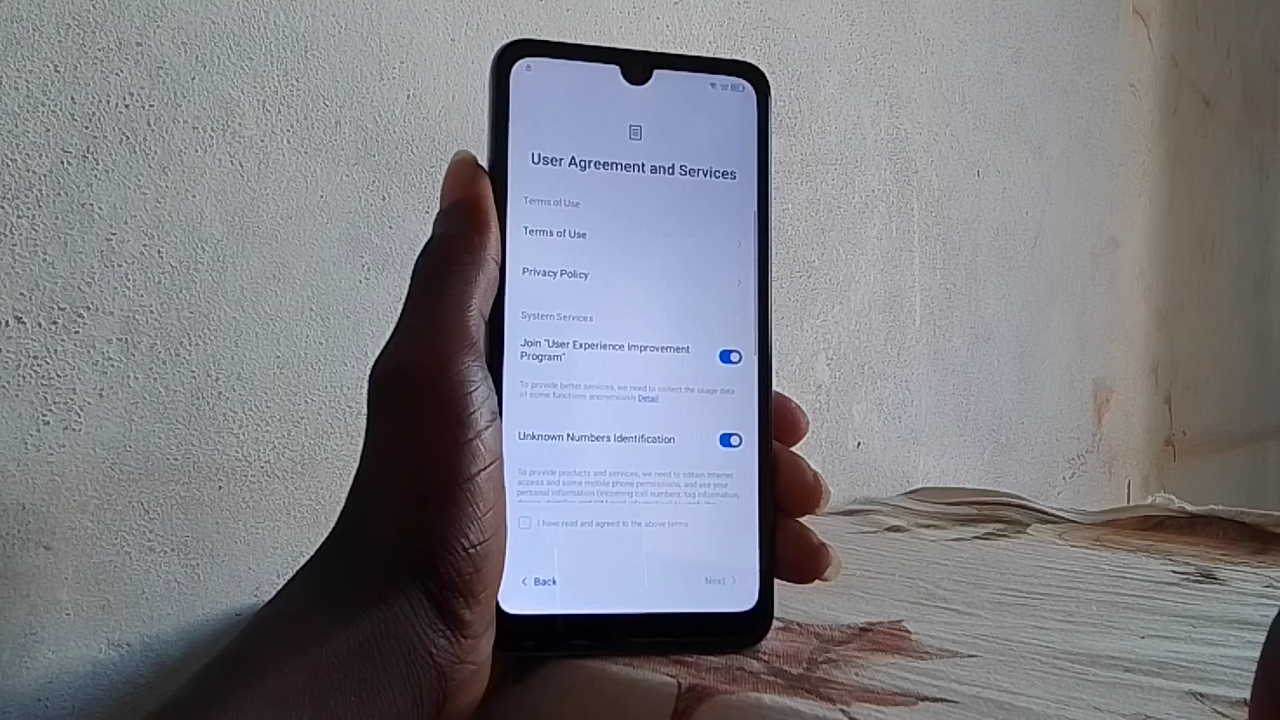 User Agreement and Services
Terms of Use
Terms of Use
Privacy Policy
System Services
Join "User Experience Improvement
Program"
To provide better services, we need to collect the usage data
of some functions anonymously Detail
Unknown Numbers Identification
To provide products and services, we need to obtain Internet
access and some mobile phone permissions, and use your
personal information (incoming call numbers, tag information,
I have read and agreed to the above terms
Back
Next